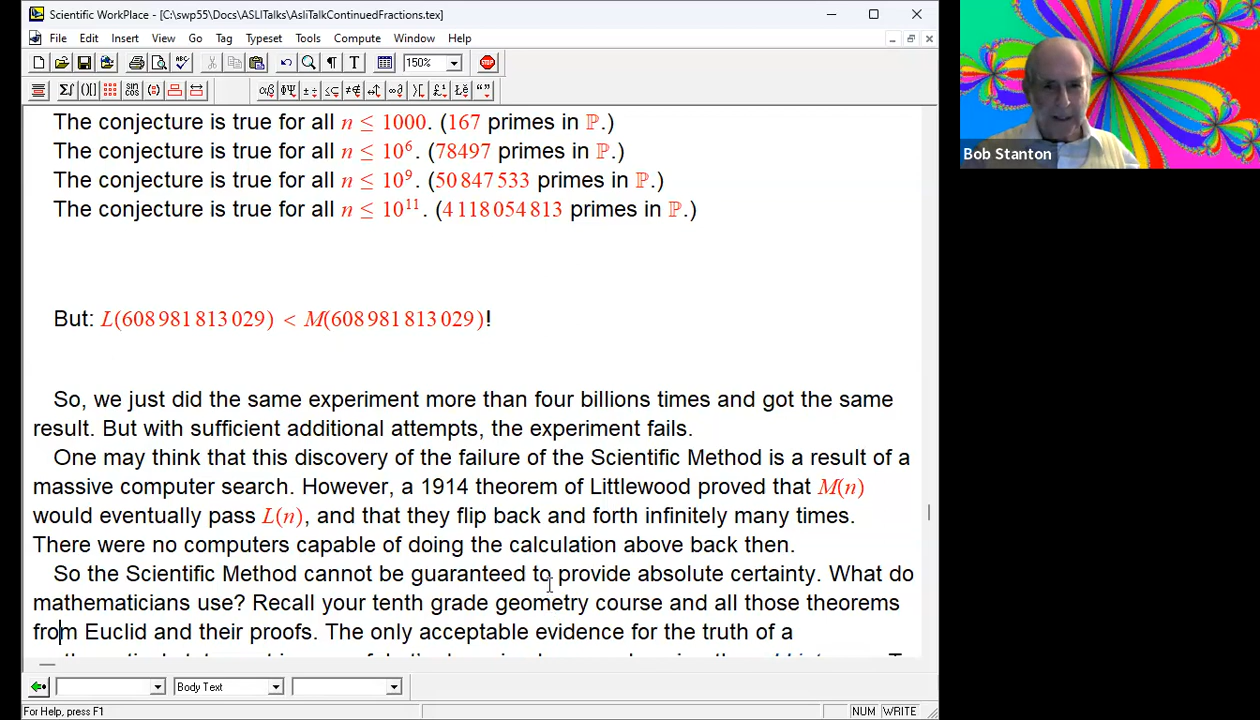 Scientific WorkPlace - [C:\swp55\Docs\ASLITalks\AsliTalkContinuedFractions.tex]
File Edit Insert View Go Tag Typeset Tools Compute Window Help
150%
The conjecture is true for all n ≤ 1000. (167 primes in ℙ.)
Bob Stanton
The conjecture is true for all n ≤ 10⁶. (78497 primes in ℙ.)
The conjecture is true for all n ≤ 10⁹. (50 847 533 primes in ℙ.)
The conjecture is true for all n ≤ 10¹¹. (4 118 054 813 primes in ℙ.)
But: L(608 981 813 029) < M(608 981 813 029)!
So, we just did the same experiment more than four billions times and got the same
result. But with sufficient additional attempts, the experiment fails.
One may think that this discovery of the failure of the Scientific Method is a result of a
massive computer search. However, a 1914 theorem of Littlewood proved that M(n)
would eventually pass L(n), and that they flip back and forth infinitely many times.
There were no computers capable of doing the calculation above back then.
So the Scientific Method cannot be guaranteed to provide absolute certainty. What do
mathematicians use? Recall your tenth grade geometry course and all those theorems
from Euclid and their proofs. The only acceptable evidence for the truth of a
Body Text
For Help, press F1
NUM WRITE